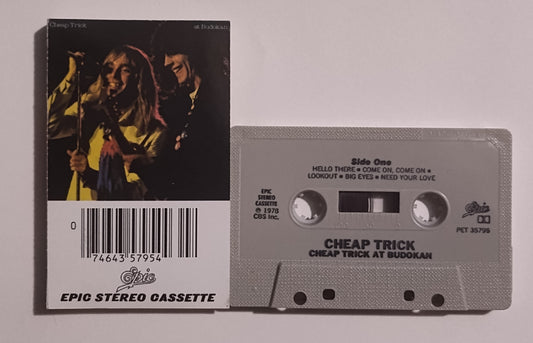 Cheap Trick
at Budokan
0
74643 57954
Epic
EPIC STEREO CASSETTE
Side One
HELLO THERE ■ COME ON, COME ON ■
LOOKOUT ■ BIG EYES ■ NEED YOUR LOVE
EPIC
STEREO
CASSETTE
℗ 1978
CBS Inc.
Epic
PET 35795
CHEAP TRICK
CHEAP TRICK AT BUDOKAN